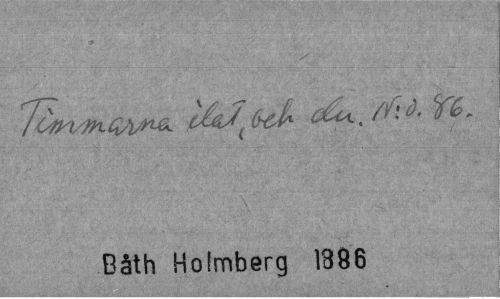 Timmarna ilat, och du. N:o. 86.
Båth Holmberg 1886